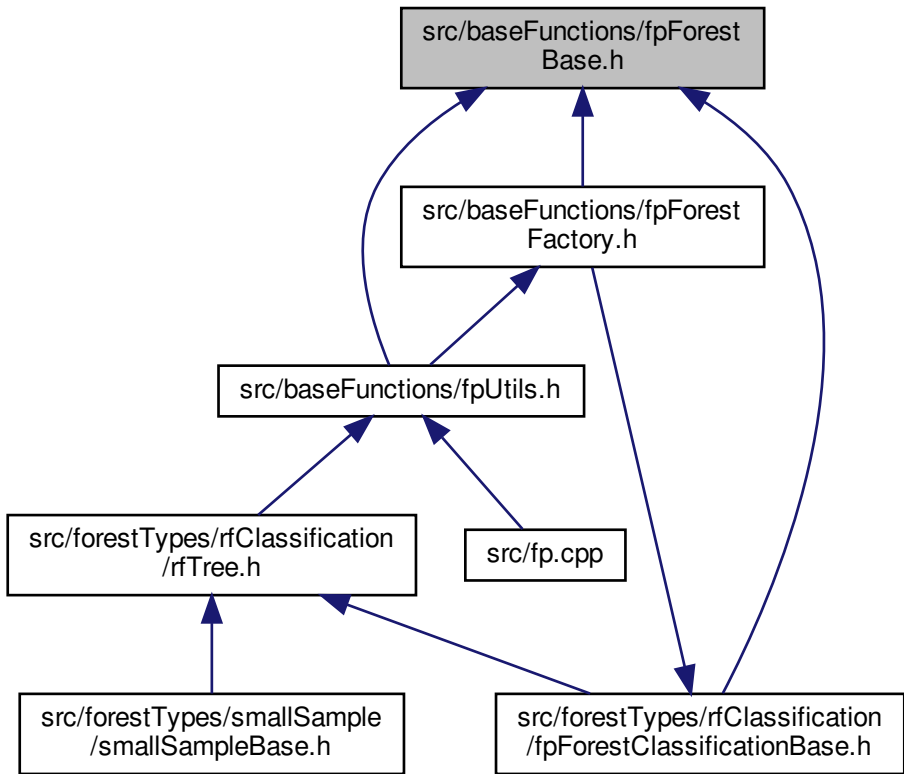 src/baseFunctions/fpForest
Base.h
src/baseFunctions/fpForest
Factory.h
src/baseFunctions/fpUtils.h
src/forestTypes/rfClassification
/rfTree.h
src/fp.cpp
src/forestTypes/smallSample
/smallSampleBase.h
src/forestTypes/rfClassification
/fpForestClassificationBase.h